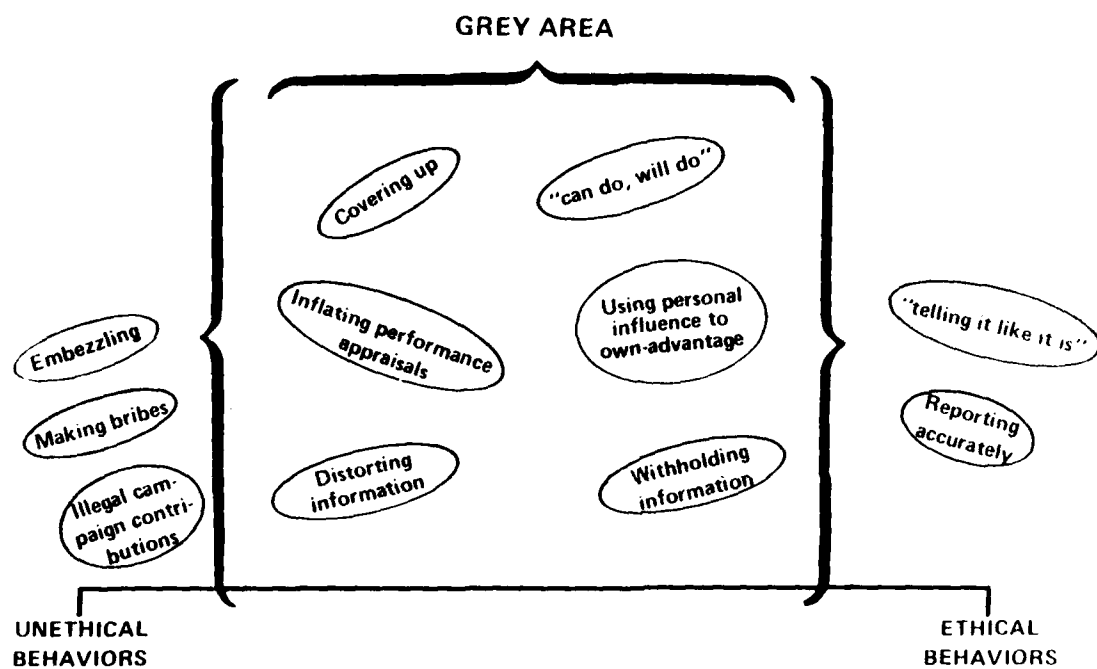 GREY AREA
Covering up
"can do, will do"
Inflating performance
appraisals
Using personal
influence to
own-advantage
"telling it like it is"
Embezzling
Making bribes
Reporting
accurately
Distorting
information
Withholding
information
Illegal cam-
paign contri-
butions
UNETHICAL
BEHAVIORS
ETHICAL
BEHAVIORS